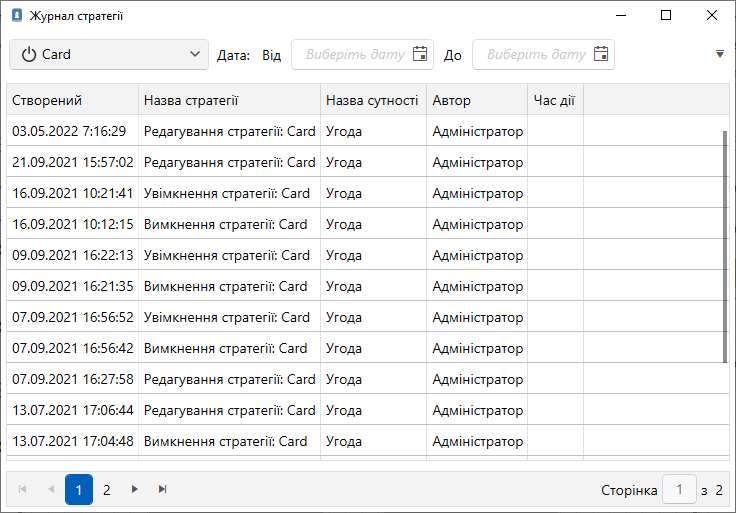 Журнал стратегії
Card Дата: Від Виберіть дату До Виберіть дату
Створений Назва стратегії Назва сутності Автор Час дії
03.05.2022 7:16:29 Редагування стратегії: Card Угода Адміністратор
21.09.2021 15:57:02 Редагування стратегії: Card Угода Адміністратор
16.09.2021 10:21:41 Увімкнення стратегії: Card Угода Адміністратор
16.09.2021 10:12:15 Вимкнення стратегії: Card Угода Адміністратор
09.09.2021 16:22:13 Увімкнення стратегії: Card Угода Адміністратор
09.09.2021 16:21:35 Вимкнення стратегії: Card Угода Адміністратор
07.09.2021 16:56:52 Увімкнення стратегії: Card Угода Адміністратор
07.09.2021 16:56:42 Вимкнення стратегії: Card Угода Адміністратор
07.09.2021 16:27:58 Редагування стратегії: Card Угода Адміністратор
13.07.2021 17:06:44 Редагування стратегії: Card Угода Адміністратор
13.07.2021 17:04:48 Вимкнення стратегії: Card Угода Адміністратор
1 2 Сторінка 1 з 2